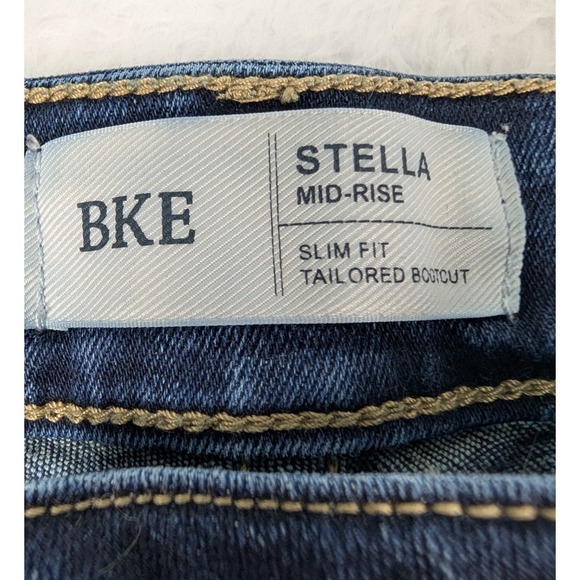 BKE
STELLA
MID-RISE
SLIM FIT
TAILORED BOOTCUT